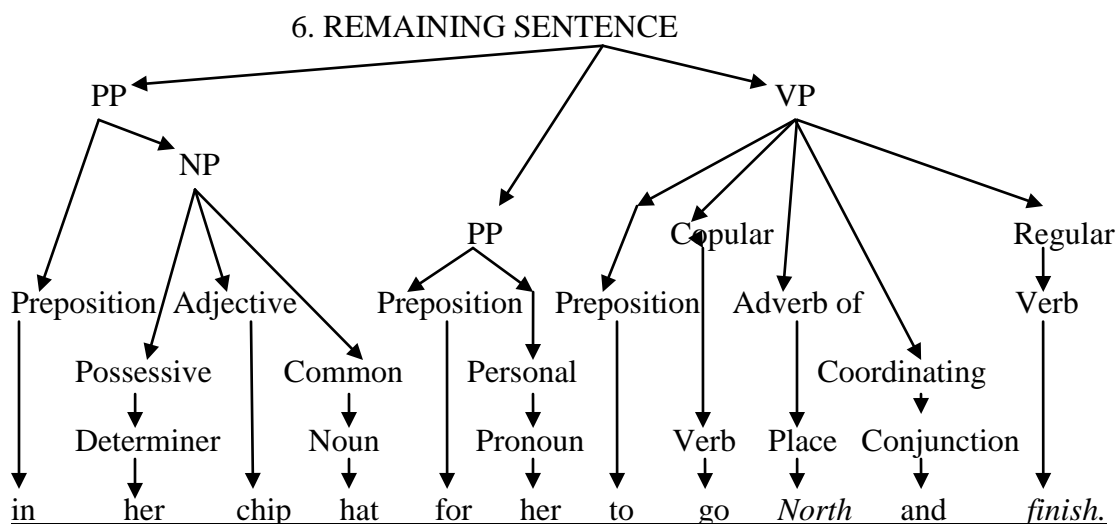 6. REMAINING SENTENCE
PP VP
NP
PP Copular Regular
Preposition Adjective Preposition Preposition Adverb of Verb
Possessive Common Personal Coordinating
Determiner Noun Pronoun Verb Place Conjunction
in her chip hat for her to go North and finish.